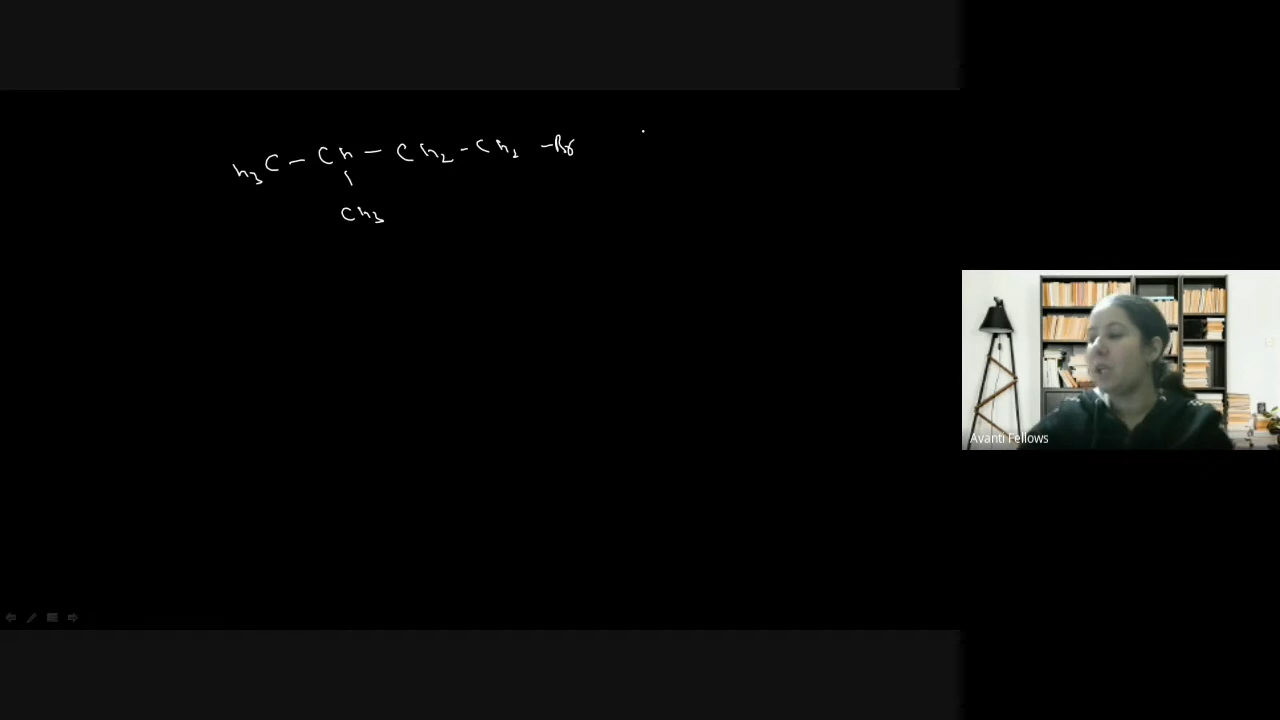 H3C - CH - CH2 - CH2 - Br
|
CH3
Avanti Fellows